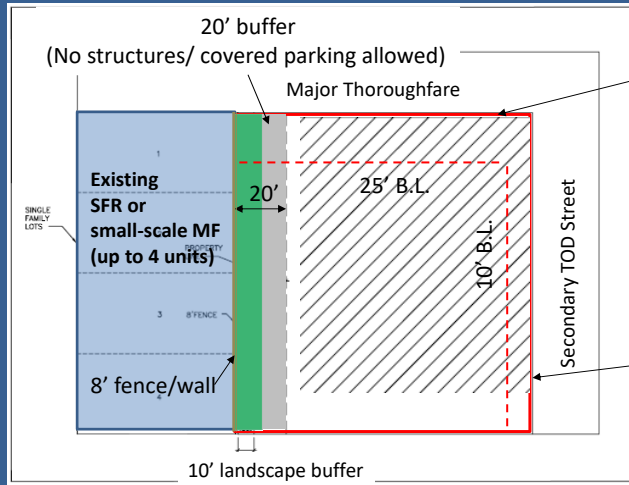 20’ buffer
(No structures/ covered parking allowed)
Major Thoroughfare
1
Existing
SFR or
small-scale MF
(up to 4 units)
SINGLE
FAMILY
LOTS
20’
25’ B.L.
10’ B.L.
PROPERTY
3
8'FENCE
Secondary TOD Street
8’ fence/wall
10’ landscape buffer